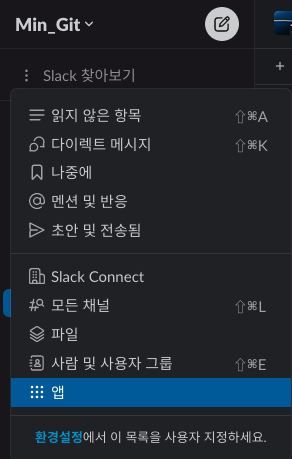 Min_Git
Slack 찾아보기
읽지 않은 항목 ⇧⌘A
다이렉트 메시지 ⇧⌘K
나중에
멘션 및 반응
초안 및 전송됨
Slack Connect
모든 채널 ⇧⌘L
파일
사람 및 사용자 그룹 ⇧⌘E
앱
환경설정에서 이 목록을 사용자 지정하세요.